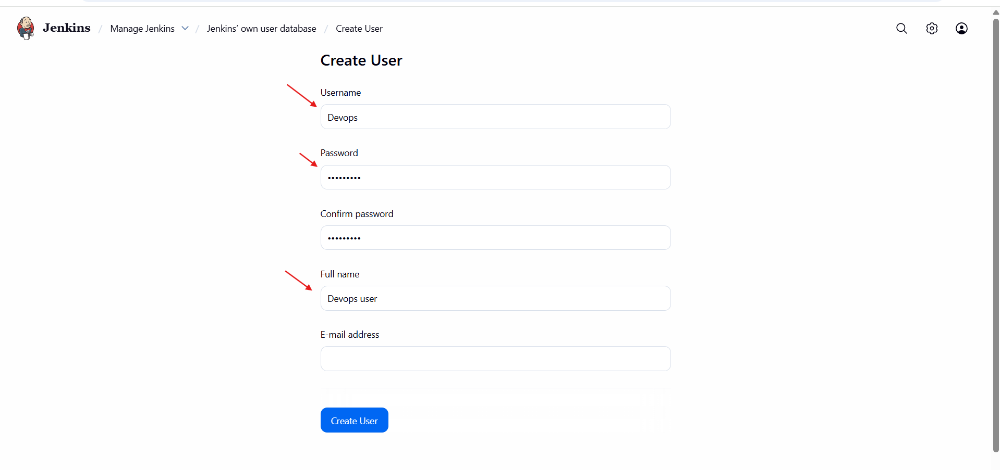 Jenkins / Manage Jenkins / Jenkins’ own user database / Create User
Create User
Username
Devops
Password
•••••••••
Confirm password
•••••••••
Full name
Devops user
E-mail address
Create User